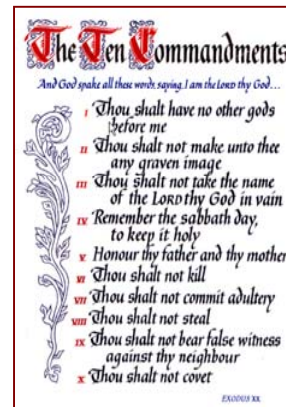 The Ten Commandments
And God spake all these words, saying, I am the LORD thy God...
I Thou shalt have no other gods
before me
II Thou shalt not make unto thee
any graven image
III Thou shalt not take the name
of the LORD thy God in vain
IV Remember the sabbath day,
to keep it holy
V Honour thy father and thy mother
VI Thou shalt not kill
VII Thou shalt not commit adultery
VIII Thou shalt not steal
IX Thou shalt not bear false witness
against thy neighbour
X Thou shalt not covet
EXODUS XX